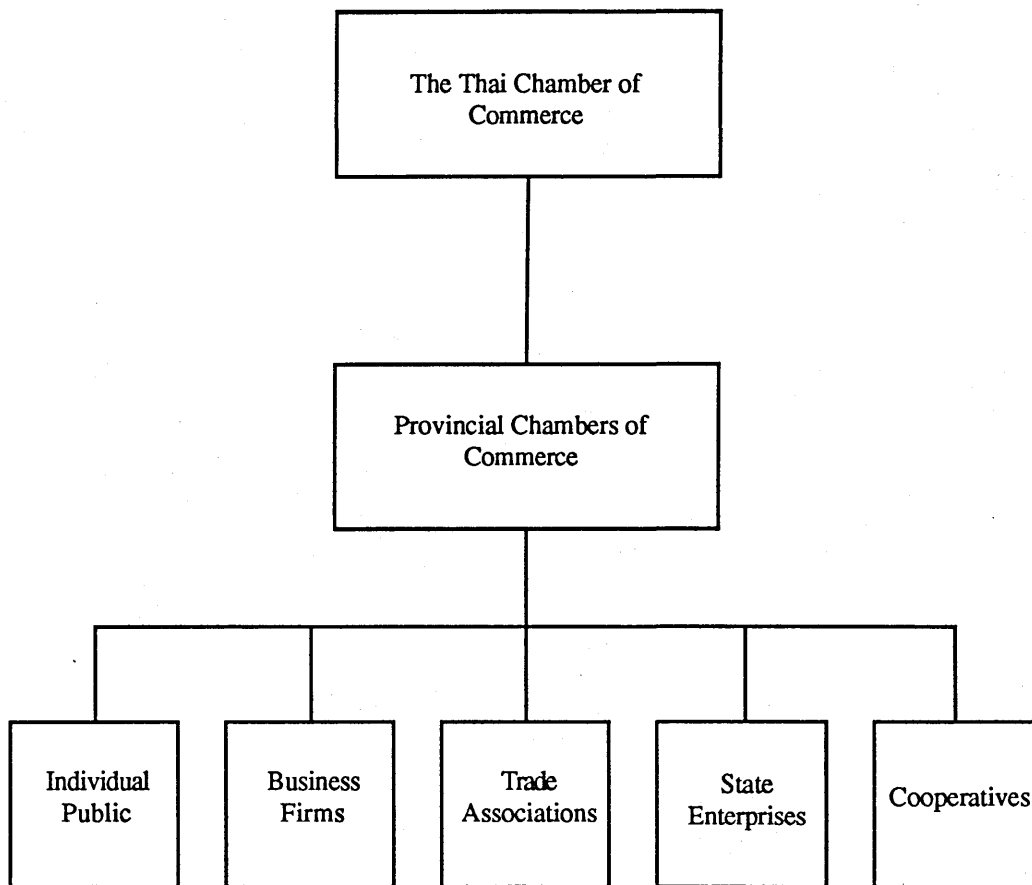 The Thai Chamber of
Commerce
Provincial Chambers of
Commerce
Individual
Public
Business
Firms
Trade
Associations
State
Enterprises
Cooperatives